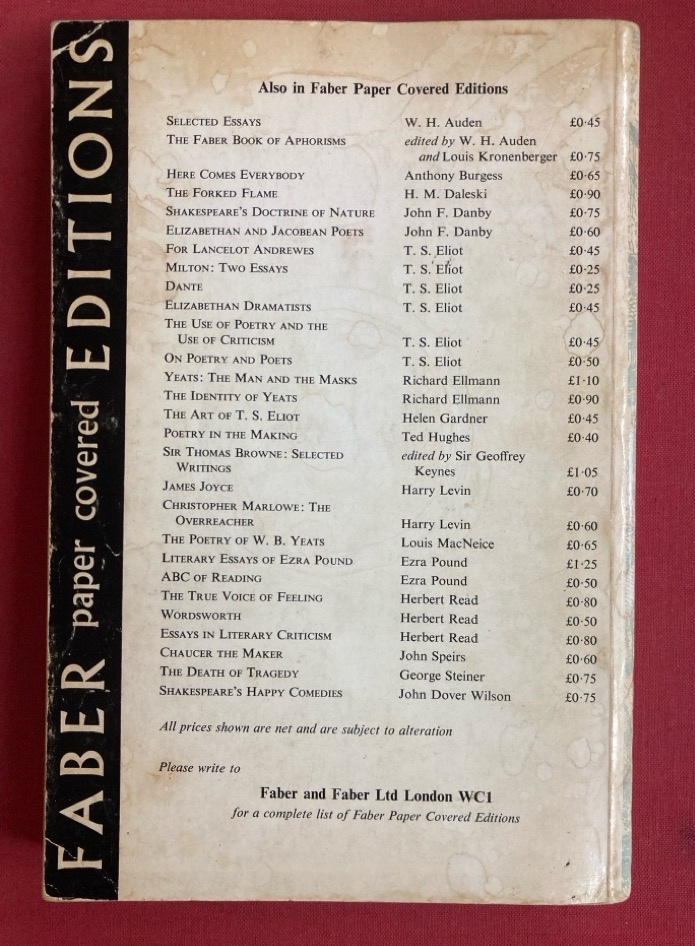 FABER paper covered EDITIONS
Also in Faber Paper Covered Editions
SELECTED ESSAYS W. H. Auden £0·45
THE FABER BOOK OF APHORISMS edited by W. H. Auden
and Louis Kronenberger £0·75
HERE COMES EVERYBODY Anthony Burgess £0·65
THE FORKED FLAME H. M. Daleski £0·90
SHAKESPEARE'S DOCTRINE OF NATURE John F. Danby £0·75
ELIZABETHAN AND JACOBEAN POETS John F. Danby £0·60
FOR LANCELOT ANDREWES T. S. Eliot £0·45
MILTON: TWO ESSAYS T. S. Eliot £0·25
DANTE T. S. Eliot £0·25
ELIZABETHAN DRAMATISTS T. S. Eliot £0·45
THE USE OF POETRY AND THE
USE OF CRITICISM T. S. Eliot £0·45
ON POETRY AND POETS T. S. Eliot £0·50
YEATS: THE MAN AND THE MASKS Richard Ellmann £1·10
THE IDENTITY OF YEATS Richard Ellmann £0·90
THE ART OF T. S. ELIOT Helen Gardner £0·45
POETRY IN THE MAKING Ted Hughes £0·40
SIR THOMAS BROWNE: SELECTED edited by Sir Geoffrey
WRITINGS Keynes £1·05
JAMES JOYCE Harry Levin £0·70
CHRISTOPHER MARLOWE: THE
OVERREACHER Harry Levin £0·60
THE POETRY OF W. B. YEATS Louis MacNeice £0·65
LITERARY ESSAYS OF EZRA POUND Ezra Pound £1·25
ABC OF READING Ezra Pound £0·50
THE TRUE VOICE OF FEELING Herbert Read £0·80
WORDSWORTH Herbert Read £0·50
ESSAYS IN LITERARY CRITICISM Herbert Read £0·80
CHAUCER THE MAKER John Speirs £0·60
THE DEATH OF TRAGEDY George Steiner £0·75
SHAKESPEARE'S HAPPY COMEDIES John Dover Wilson £0·75
All prices shown are net and are subject to alteration
Please write to
Faber and Faber Ltd London WC1
for a complete list of Faber Paper Covered Editions